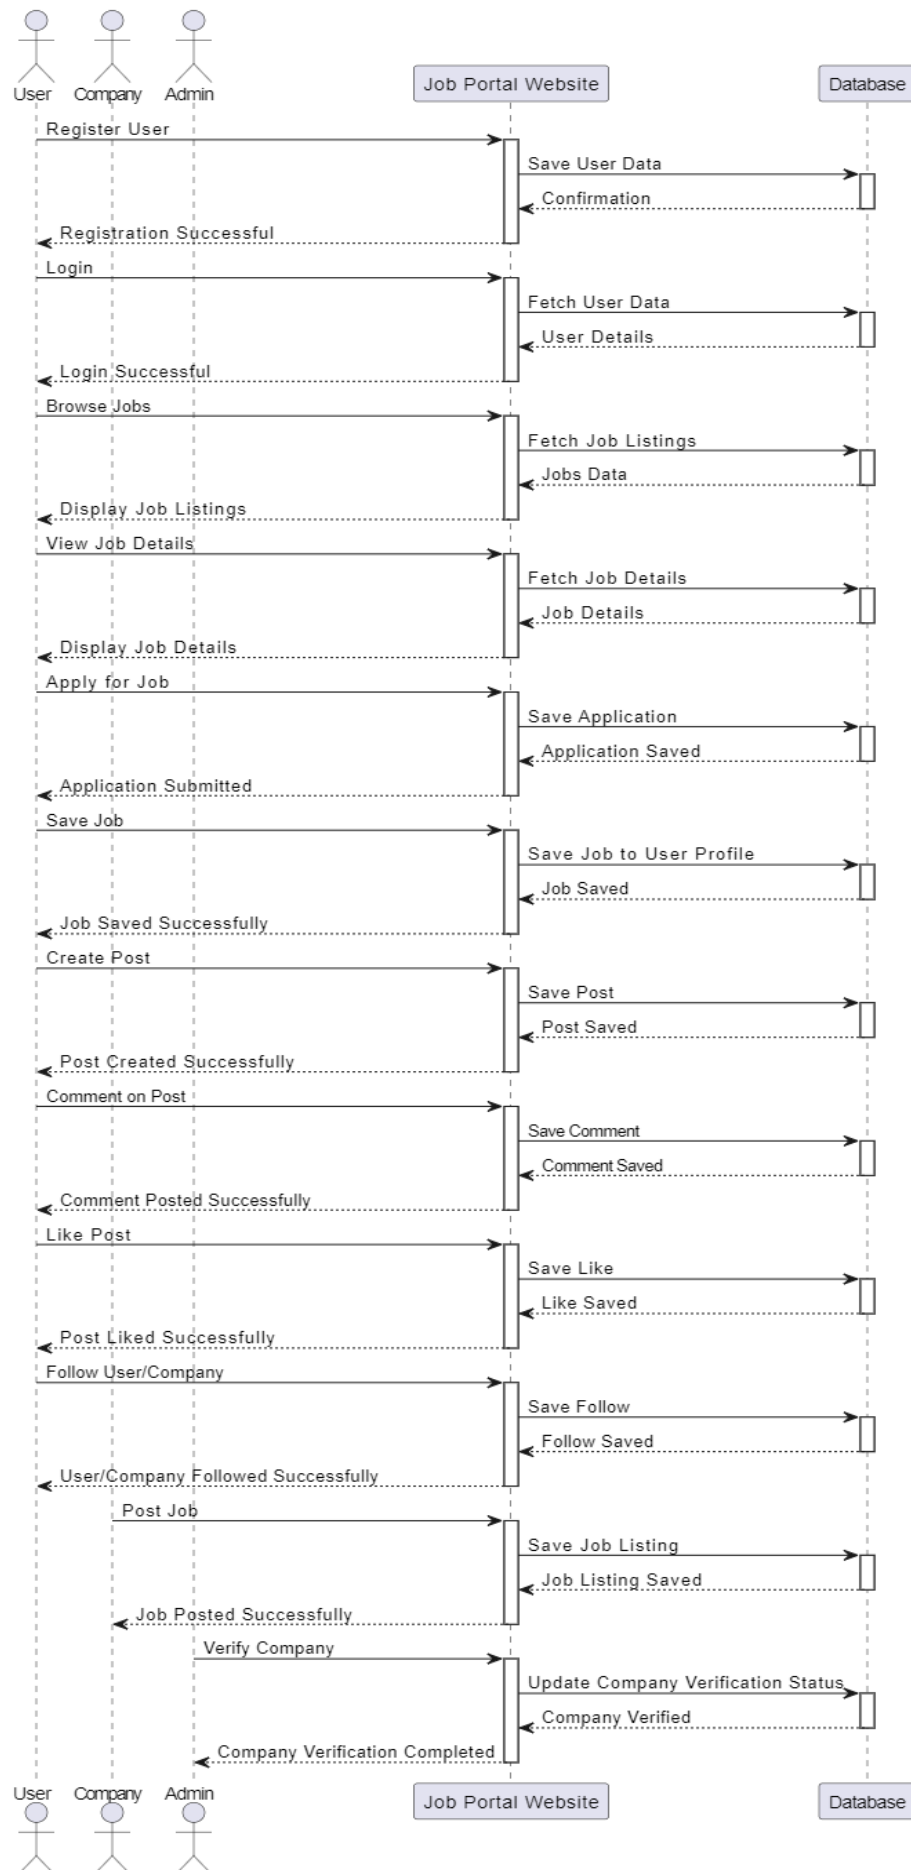 User
Company
Admin
Job Portal Website
Database
Register User
Save User Data
Confirmation
Registration Successful
Login
Fetch User Data
User Details
Login Successful
Browse Jobs
Fetch Job Listings
Jobs Data
Display Job Listings
View Job Details
Fetch Job Details
Job Details
Display Job Details
Apply for Job
Save Application
Application Saved
Application Submitted
Save Job
Save Job to User Profile
Job Saved
Job Saved Successfully
Create Post
Save Post
Post Saved
Post Created Successfully
Comment on Post
Save Comment
Comment Saved
Comment Posted Successfully
Like Post
Save Like
Like Saved
Post Liked Successfully
Follow User/Company
Save Follow
Follow Saved
User/Company Followed Successfully
Post Job
Save Job Listing
Job Listing Saved
Job Posted Successfully
Verify Company
Update Company Verification Status
Company Verified
Company Verification Completed
User
Company
Admin
Job Portal Website
Database